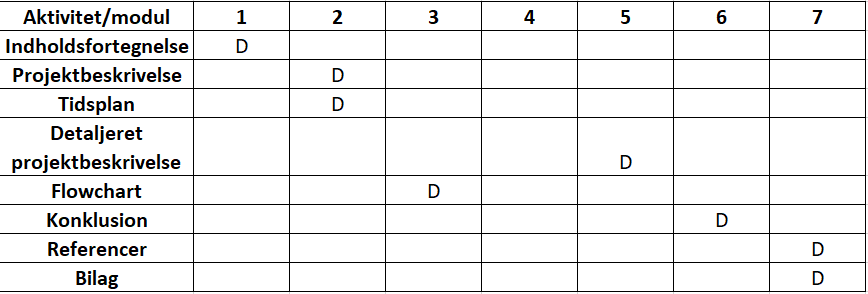 Aktivitet/modul 1 2 3 4 5 6 7
Indholdsfortegnelse D
Projektbeskrivelse D
Tidsplan D
Detaljeret
projektbeskrivelse D
Flowchart D
Konklusion D
Referencer D
Bilag D